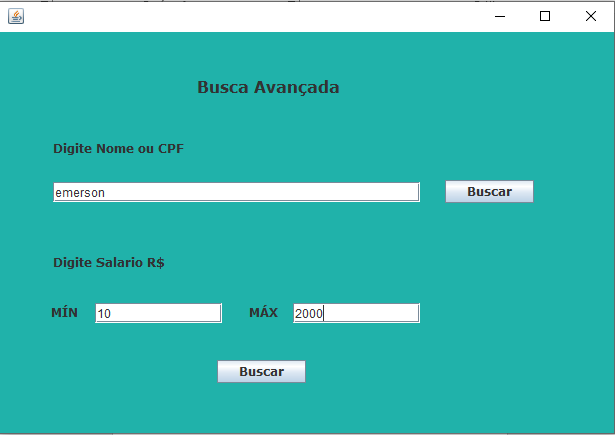 Busca Avançada
Digite Nome ou CPF
emerson Buscar
Digite Salario R$
MÍN 10 MÁX 2000
Buscar